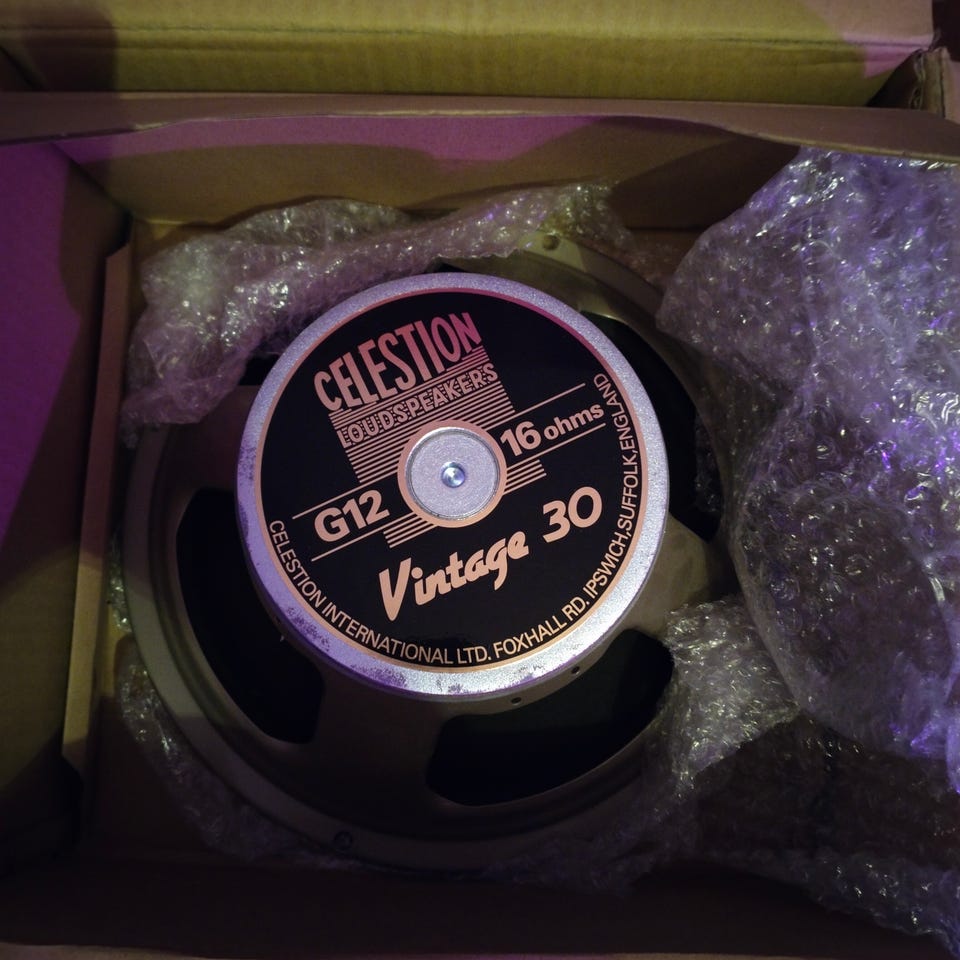 CELESTION
LOUDSPEAKERS
G12 16 ohms
Vintage 30
CELESTION INTERNATIONAL LTD. FOXHALL RD. IPSWICH,SUFFOLK,ENGLAND